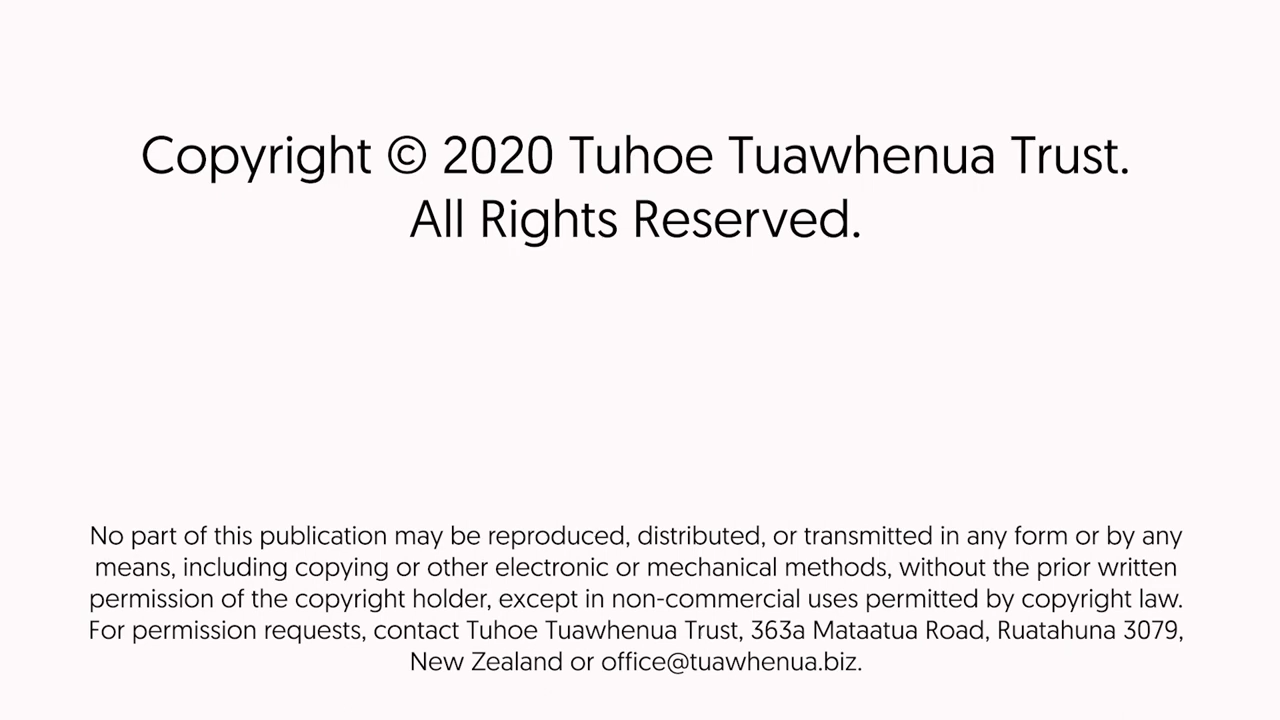 Copyright © 2020 Tuhoe Tuawhenua Trust.
All Rights Reserved.
No part of this publication may be reproduced, distributed, or transmitted in any form or by any
means, including copying or other electronic or mechanical methods, without the prior written
permission of the copyright holder, except in non-commercial uses permitted by copyright law.
For permission requests, contact Tuhoe Tuawhenua Trust, 363a Mataatua Road, Ruatahuna 3079,
New Zealand or office@tuawhenua.biz.